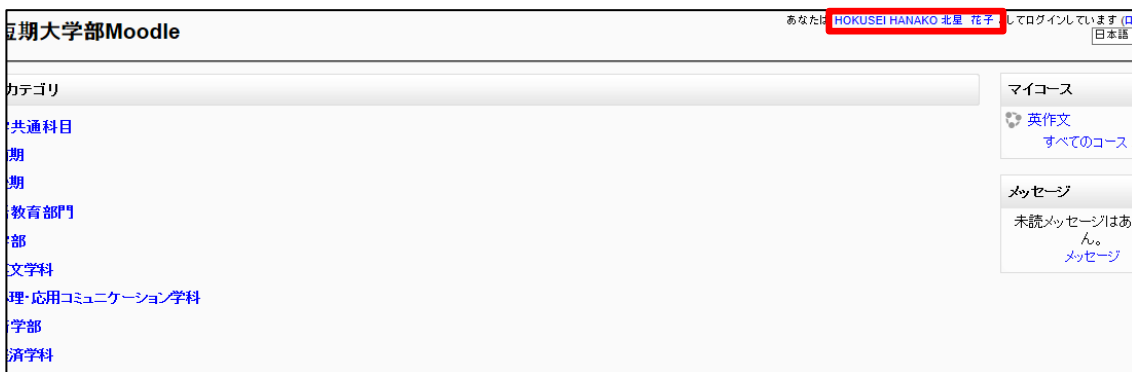 短期大学部Moodle
あなたは HOKUSEI HANAKO 北星 花子 してログインしています (ロ
日本語
カテゴリ
共通科目
期
期
教育部門
部
文学科
理・応用コミュニケーション学科
学部
済学科
マイコース
英作文
すべてのコース
メッセージ
未読メッセージはあ
ん。
メッセージ